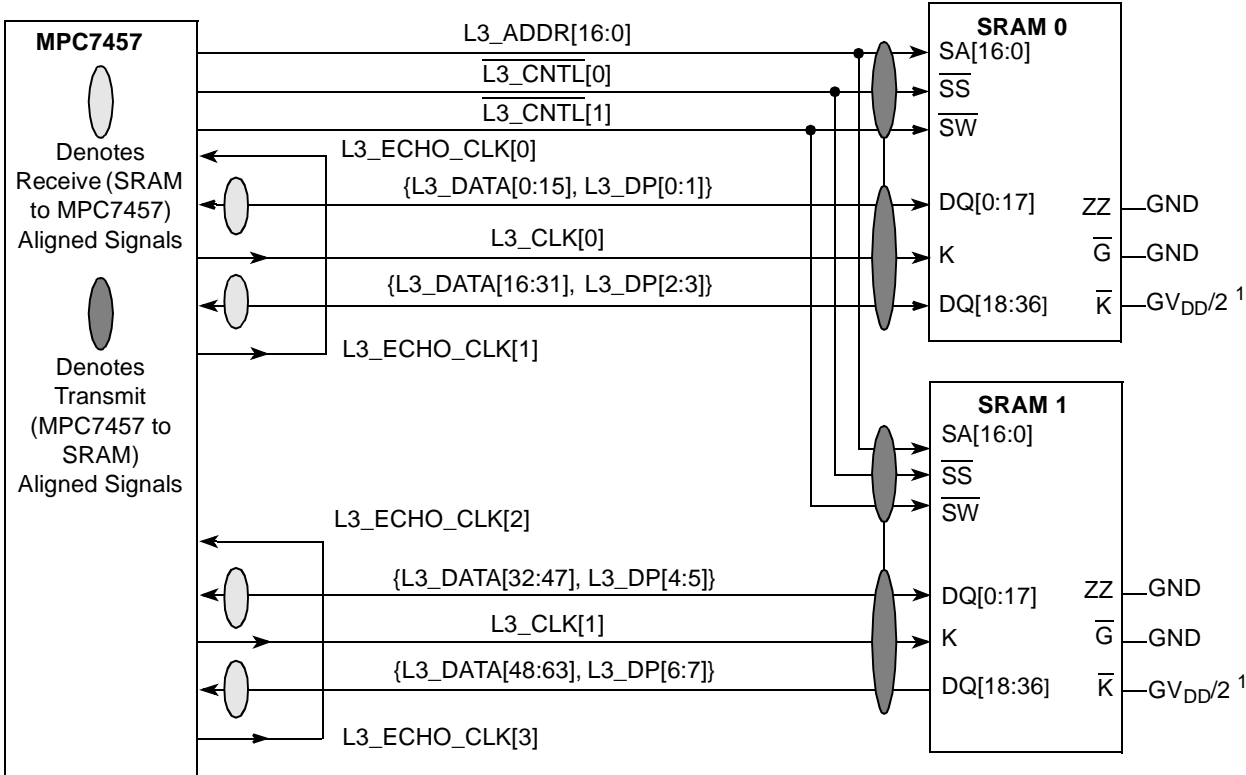 MPC7457
Denotes
Receive (SRAM
to MPC7457)
Aligned Signals
Denotes
Transmit
(MPC7457 to
SRAM)
Aligned Signals
L3_ADDR[16:0]
L3_CNTL[0]
L3_CNTL[1]
L3_ECHO_CLK[0]
{L3_DATA[0:15], L3_DP[0:1]}
L3_CLK[0]
{L3_DATA[16:31], L3_DP[2:3]}
L3_ECHO_CLK[1]
SRAM 0
SA[16:0]
SS
SW
DQ[0:17] ZZ GND
K G GND
DQ[18:36] K GVDD/2 1
L3_ECHO_CLK[2]
{L3_DATA[32:47], L3_DP[4:5]}
L3_CLK[1]
{L3_DATA[48:63], L3_DP[6:7]}
L3_ECHO_CLK[3]
SRAM 1
SA[16:0]
SS
SW
DQ[0:17] ZZ GND
K G GND
DQ[18:36] K GVDD/2 1